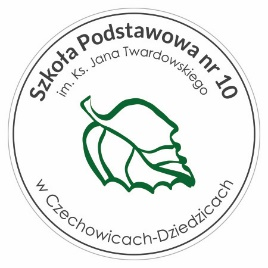 Szkoła Podstawowa nr 10
im. Ks. Jana Twardowskiego
w Czechowicach-Dziedzicach